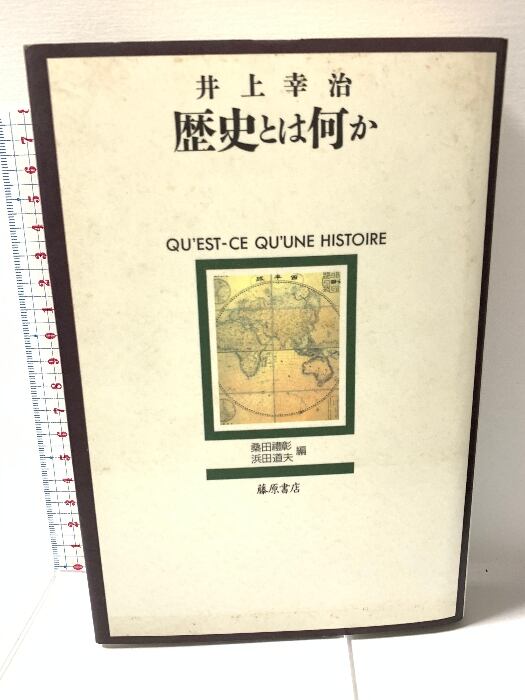 井上幸治
歴史とは何か
QU'EST-CE QU'UNE HISTOIRE
桑田禮彰
浜田道夫
編
藤原書店